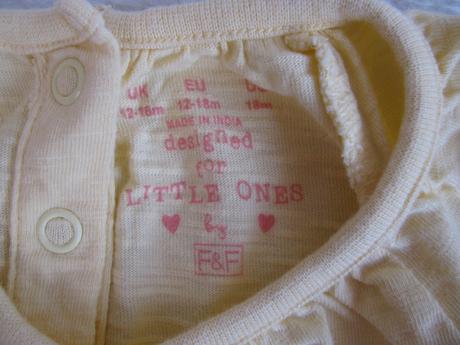 UK EU
12-18m 12-18m 18m
MADE IN INDIA
designed
for
LITTLE ONES
by
F&F